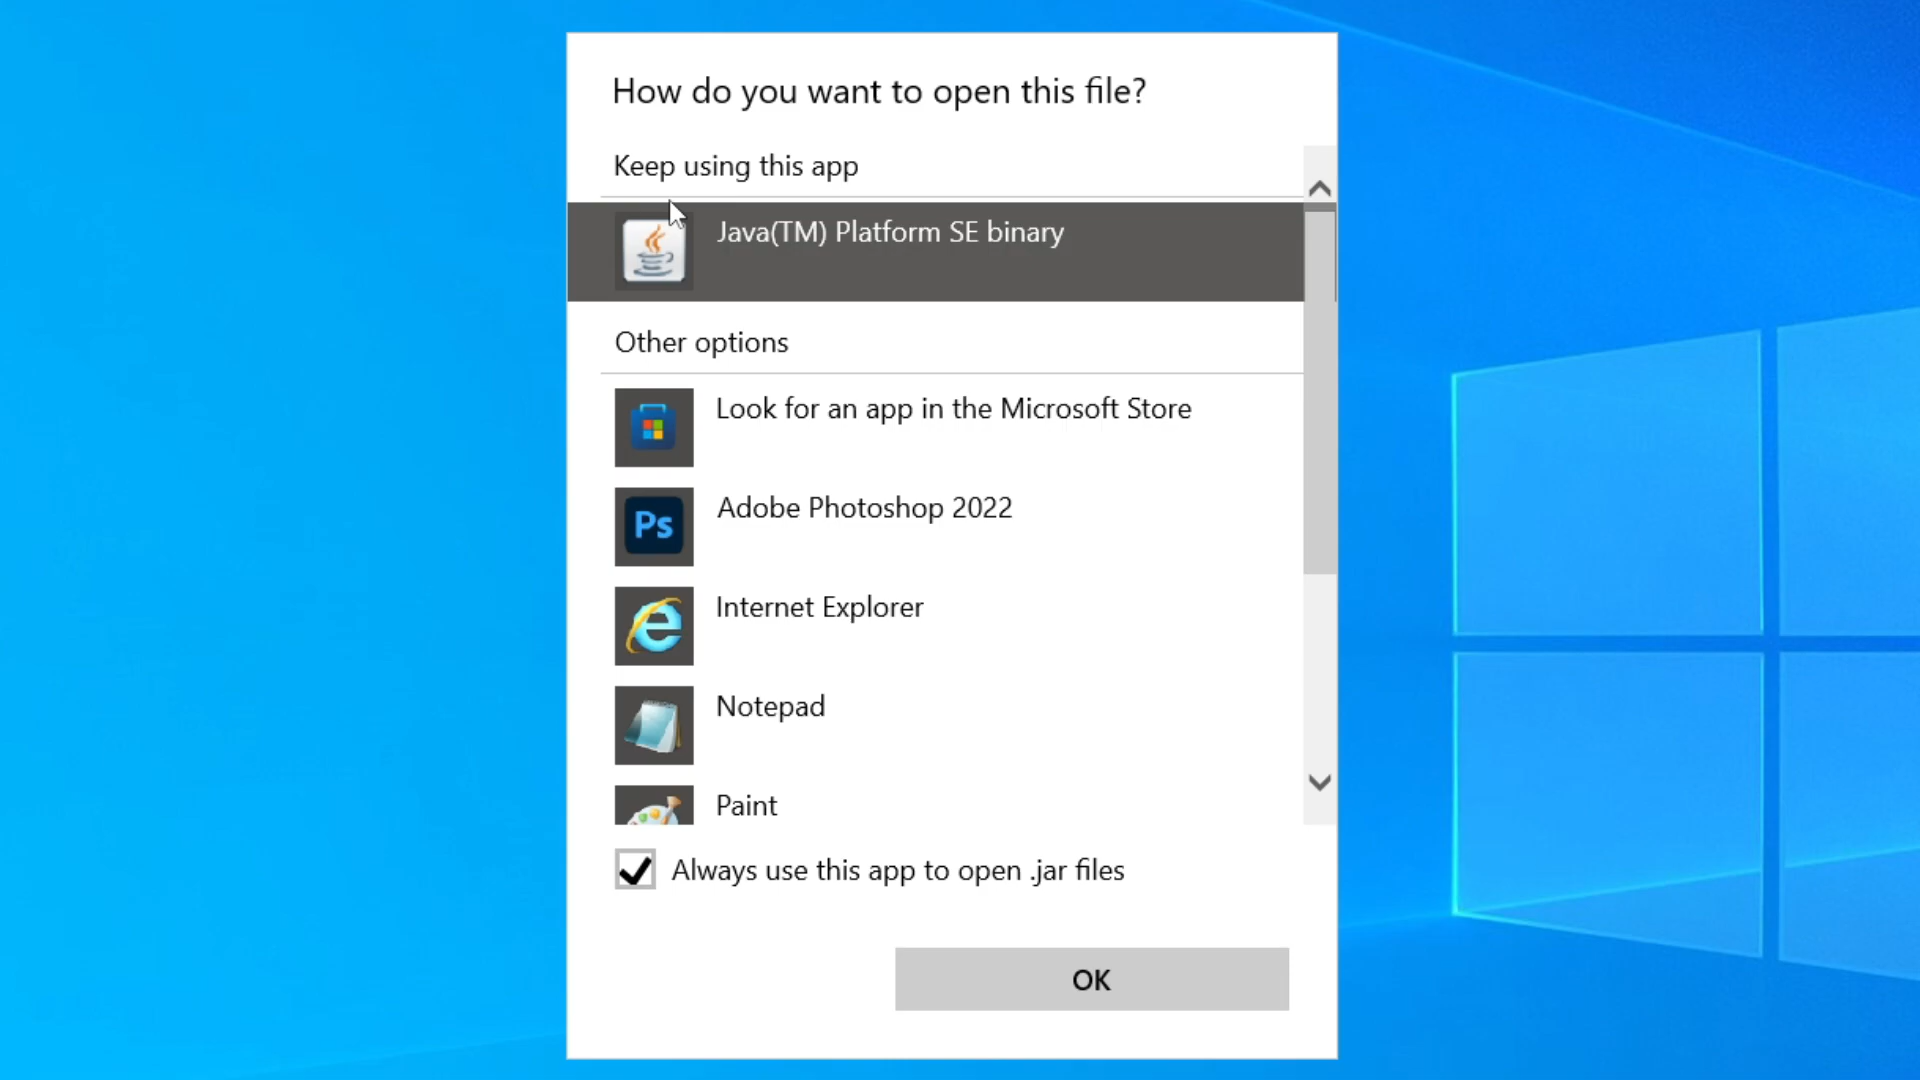 How do you want to open this file?
Keep using this app
Java(TM) Platform SE binary
Other options
Look for an app in the Microsoft Store
Ps
Adobe Photoshop 2022
Internet Explorer
Notepad
Paint
Always use this app to open .jar files
OK